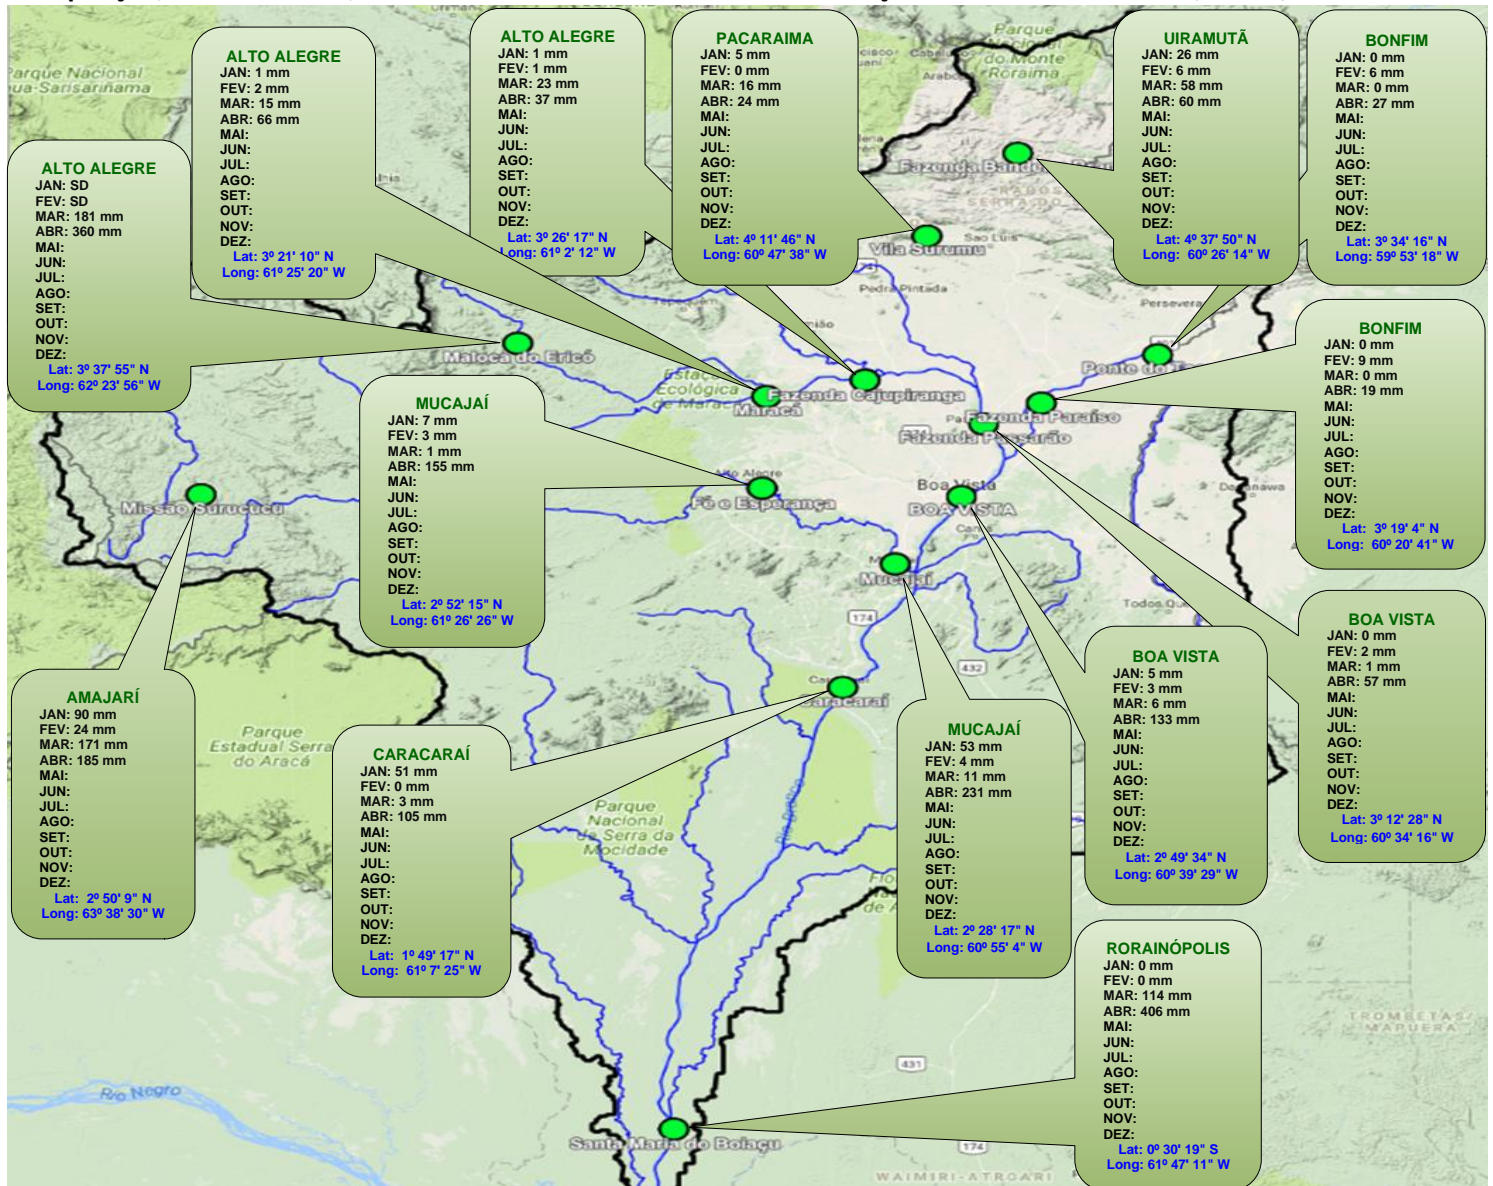 ALTO ALEGRE
JAN: 1 mm
FEV: 2 mm
MAR: 15 mm
ABR: 66 mm
MAI:
JUN:
JUL:
AGO:
SET:
OUT:
NOV:
DEZ:
Lat: 3º 21' 10" N
Long: 61º 25' 20" W
ALTO ALEGRE
JAN: 1 mm
FEV: 1 mm
MAR: 23 mm
ABR: 37 mm
MAI:
JUN:
JUL:
AGO:
SET:
OUT:
NOV:
DEZ:
Lat: 3º 26' 17" N
Long: 61º 2' 12" W
PACARAIMA
JAN: 5 mm
FEV: 0 mm
MAR: 16 mm
ABR: 24 mm
MAI:
JUN:
JUL:
AGO:
SET:
OUT:
NOV:
DEZ:
Lat: 4º 11' 46" N
Long: 60º 47' 38" W
UIRAMUTÃ
JAN: 26 mm
FEV: 6 mm
MAR: 58 mm
ABR: 60 mm
MAI:
JUN:
JUL:
AGO:
SET:
OUT:
NOV:
DEZ:
Lat: 4º 37' 50" N
Long: 60º 26' 14" W
BONFIM
JAN: 0 mm
FEV: 6 mm
MAR: 0 mm
ABR: 27 mm
MAI:
JUN:
JUL:
AGO:
SET:
OUT:
NOV:
DEZ:
Lat: 3º 34' 16" N
Long: 59º 53' 18" W
ALTO ALEGRE
JAN: SD
FEV: SD
MAR: 181 mm
ABR: 360 mm
MAI:
JUN:
JUL:
AGO:
SET:
OUT:
NOV:
DEZ:
Lat: 3º 37' 55" N
Long: 62º 23' 56" W
BONFIM
JAN: 0 mm
FEV: 9 mm
MAR: 0 mm
ABR: 19 mm
MAI:
JUN:
JUL:
AGO:
SET:
OUT:
NOV:
DEZ:
Lat: 3º 19' 4" N
Long: 60º 20' 41" W
MUCAJAÍ
JAN: 7 mm
FEV: 3 mm
MAR: 1 mm
ABR: 155 mm
MAI:
JUN:
JUL:
AGO:
SET:
OUT:
NOV:
DEZ:
Lat: 2º 52' 15" N
Long: 61º 26' 26" W
BOA VISTA
JAN: 0 mm
FEV: 2 mm
MAR: 1 mm
ABR: 57 mm
MAI:
JUN:
JUL:
AGO:
SET:
OUT:
NOV:
DEZ:
Lat: 3º 12' 28" N
Long: 60º 34' 16" W
BOA VISTA
JAN: 5 mm
FEV: 3 mm
MAR: 6 mm
ABR: 133 mm
MAI:
JUN:
JUL:
AGO:
SET:
OUT:
NOV:
DEZ:
Lat: 2º 49' 34" N
Long: 60º 39' 29" W
AMAJARÍ
JAN: 90 mm
FEV: 24 mm
MAR: 171 mm
ABR: 185 mm
MAI:
JUN:
JUL:
AGO:
SET:
OUT:
NOV:
DEZ:
Lat: 2º 50' 9" N
Long: 63º 38' 30" W
CARACARAÍ
JAN: 51 mm
FEV: 0 mm
MAR: 3 mm
ABR: 105 mm
MAI:
JUN:
JUL:
AGO:
SET:
OUT:
NOV:
DEZ:
Lat: 1º 49' 17" N
Long: 61º 7' 25" W
MUCAJAÍ
JAN: 53 mm
FEV: 4 mm
MAR: 11 mm
ABR: 231 mm
MAI:
JUN:
JUL:
AGO:
SET:
OUT:
NOV:
DEZ:
Lat: 2º 28' 17" N
Long: 60º 55' 4" W
RORAINÓPOLIS
JAN: 0 mm
FEV: 0 mm
MAR: 114 mm
ABR: 406 mm
MAI:
JUN:
JUL:
AGO:
SET:
OUT:
NOV:
DEZ:
Lat: 0º 30' 19" S
Long: 61º 47' 11" W
Parque Nacional
Parque
Nacional
do Monte
Roraima
Fazenda
Vila Surumu
Sao Luis
Pedra Pintada
Maloca do Ericó
Ponte do
Ecológica
Fazenda Cajupiranga
Maracá
Fazenda Paraíso
Fazenda Passarão
Alto Alegre
Fé e Esperança
Boa Vista
BOA VISTA
Missão Surucucu
Mucajaí
174
432
Caracaraí
Parque
Estadual Serra
do Aracá
Rio Branco
Parque
Nacional
da Serra da
Mocidade
TROMBETAS/
MAPUERA
431
Rio Negro
Santa Maria do Boiaçu
174
WAIMIRI-ATROARI